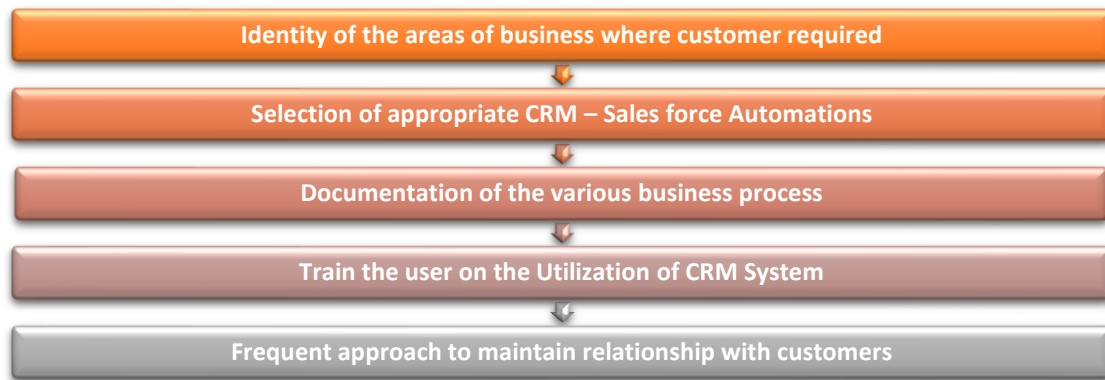 Identity of the areas of business where customer required
Selection of appropriate CRM – Sales force Automations
Documentation of the various business process
Train the user on the Utilization of CRM System
Frequent approach to maintain relationship with customers